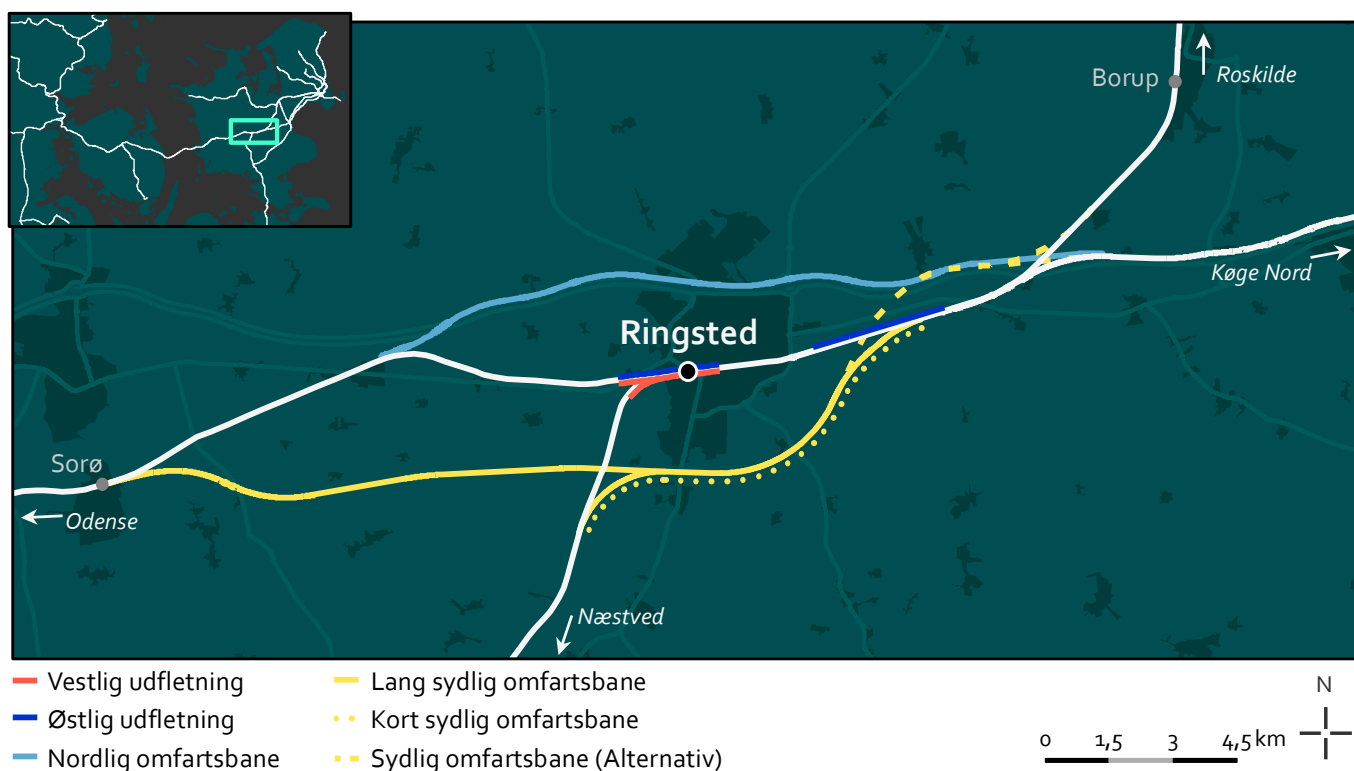 Borup
Roskilde
Køge Nord
Ringsted
Sorø
Odense
Næstved
Vestlig udfletning
Østlig udfletning
Nordlig omfartsbane
Lang sydlig omfartsbane
Kort sydlig omfartsbane
Sydlig omfartsbane (Alternativ)
0 1,5 3 4,5 km
N